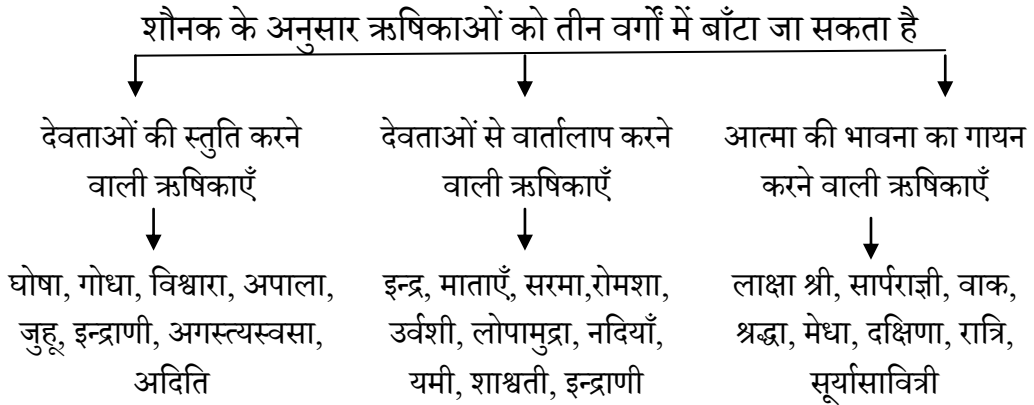 शौनक के अनुसार ऋषिकाओं को तीन वर्गों में बाँटा जा सकता है
देवताओं की स्तुति करने
वाली ऋषिकाएँ
देवताओं से वार्तालाप करने
वाली ऋषिकाएँ
आत्मा की भावना का गायन
करने वाली ऋषिकाएँ
घोषा, गोधा, विश्वारा, अपाला,
जुहू, इन्द्राणी, अगस्त्यस्वसा,
अदिति
इन्द्र, माताएँ, सरमा,रोमशा,
उर्वशी, लोपामुद्रा, नदियाँ,
यमी, शाश्वती, इन्द्राणी
लाक्षा श्री, सार्पराज्ञी, वाक,
श्रद्धा, मेधा, दक्षिणा, रात्रि,
सूर्यासावित्री